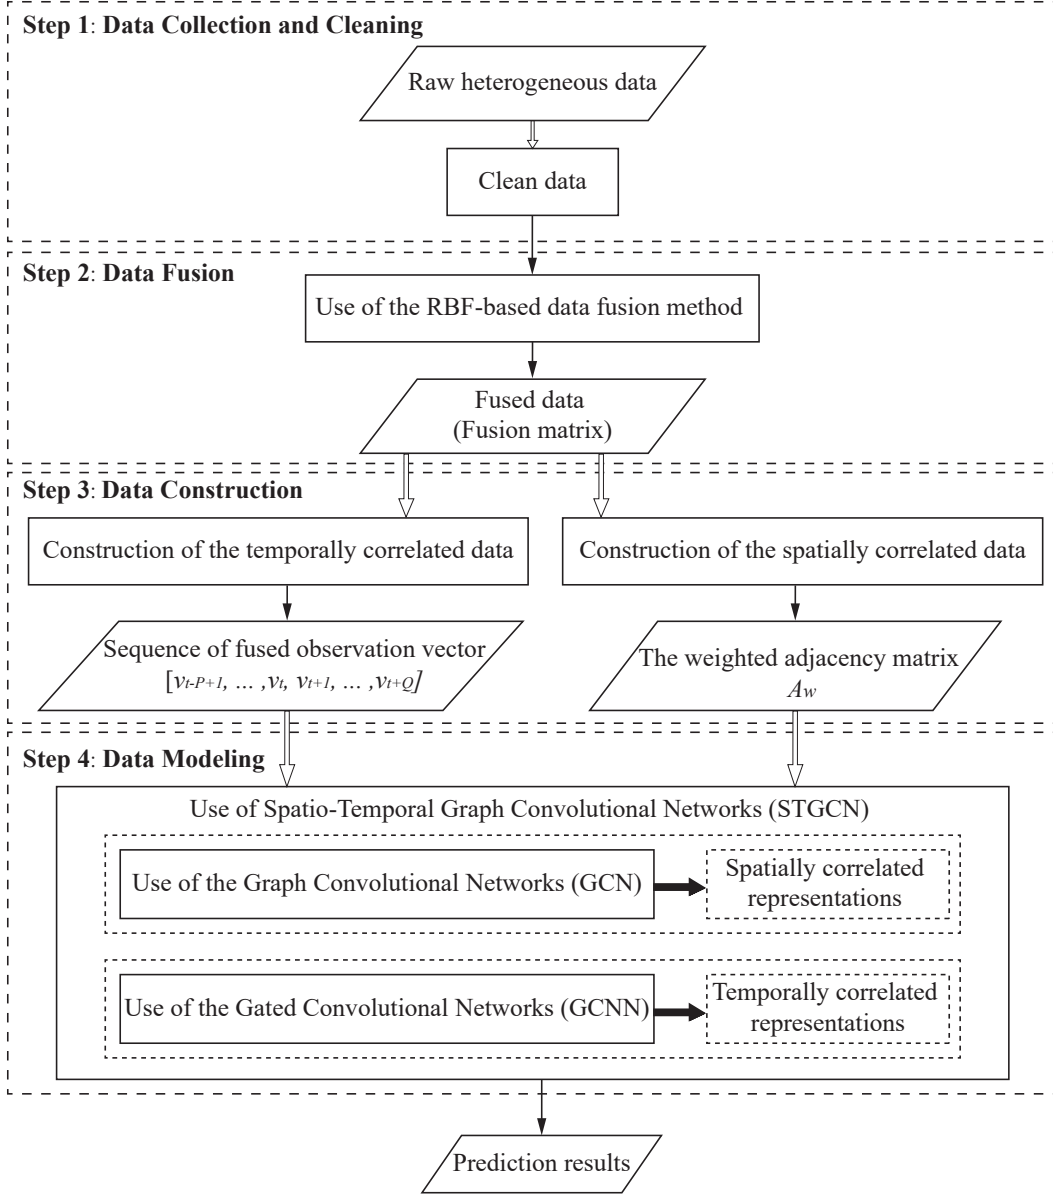 Step 1: Data Collection and Cleaning
Raw heterogeneous data
Clean data
Step 2: Data Fusion
Use of the RBF-based data fusion method
Fused data
(Fusion matrix)
Step 3: Data Construction
Construction of the temporally correlated data
Construction of the spatially correlated data
Sequence of fused observation vector
[vt-P+1, ... ,vt, vt+1, ... ,vt+Q]
The weighted adjacency matrix
Aw
Step 4: Data Modeling
Use of Spatio-Temporal Graph Convolutional Networks (STGCN)
Use of the Graph Convolutional Networks (GCN)
Spatially correlated
representations
Use of the Gated Convolutional Networks (GCNN)
Temporally correlated
representations
Prediction results